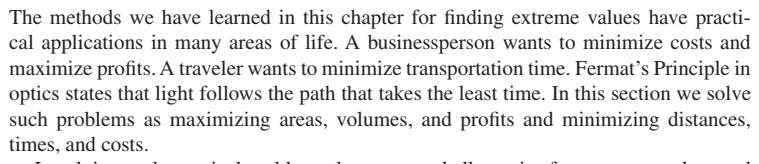 The methods we have learned in this chapter for finding extreme values have practi-
cal applications in many areas of life. A businessperson wants to minimize costs and
maximize profits. A traveler wants to minimize transportation time. Fermat's Principle in
optics states that light follows the path that takes the least time. In this section we solve
such problems as maximizing areas, volumes, and profits and minimizing distances,
times, and costs.